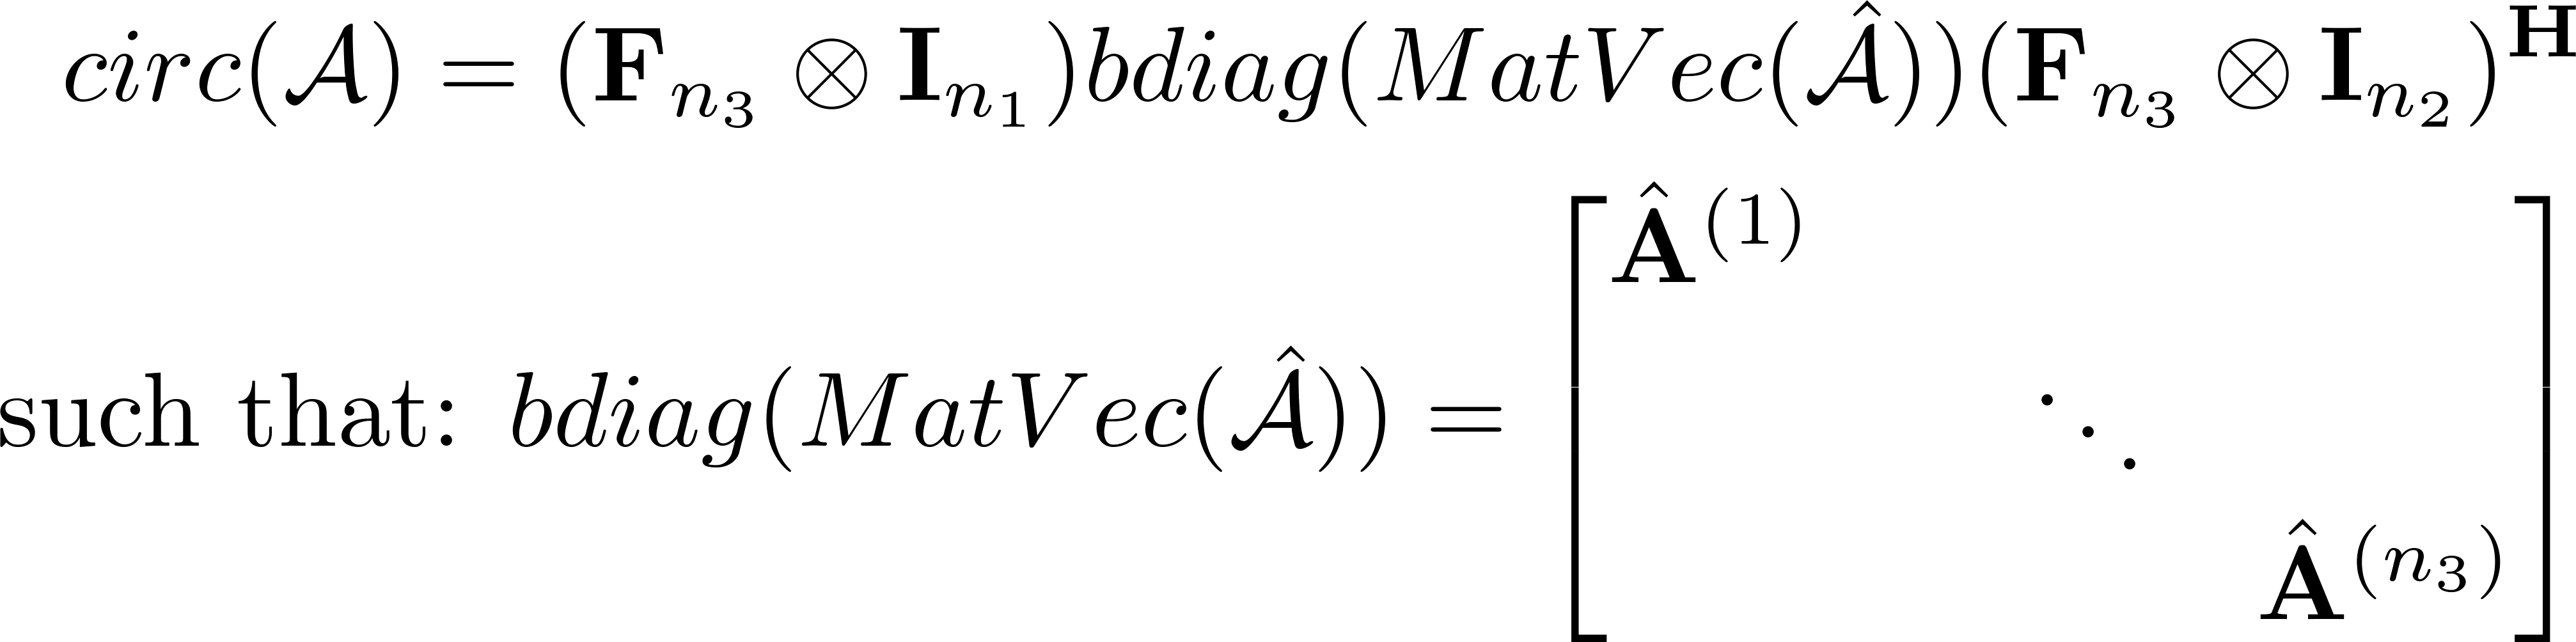 circ(𝒜) = (𝐅_{n_3} ⊗ 𝐈_{n_1})bdiag(MatVec(𝒜̂))(𝐅_{n_3} ⊗ 𝐈_{n_2})^𝐇
such that: bdiag(MatVec(𝒜̂)) = [𝐀̂^{(1)} ⋱ 𝐀̂^{(n_3)}]